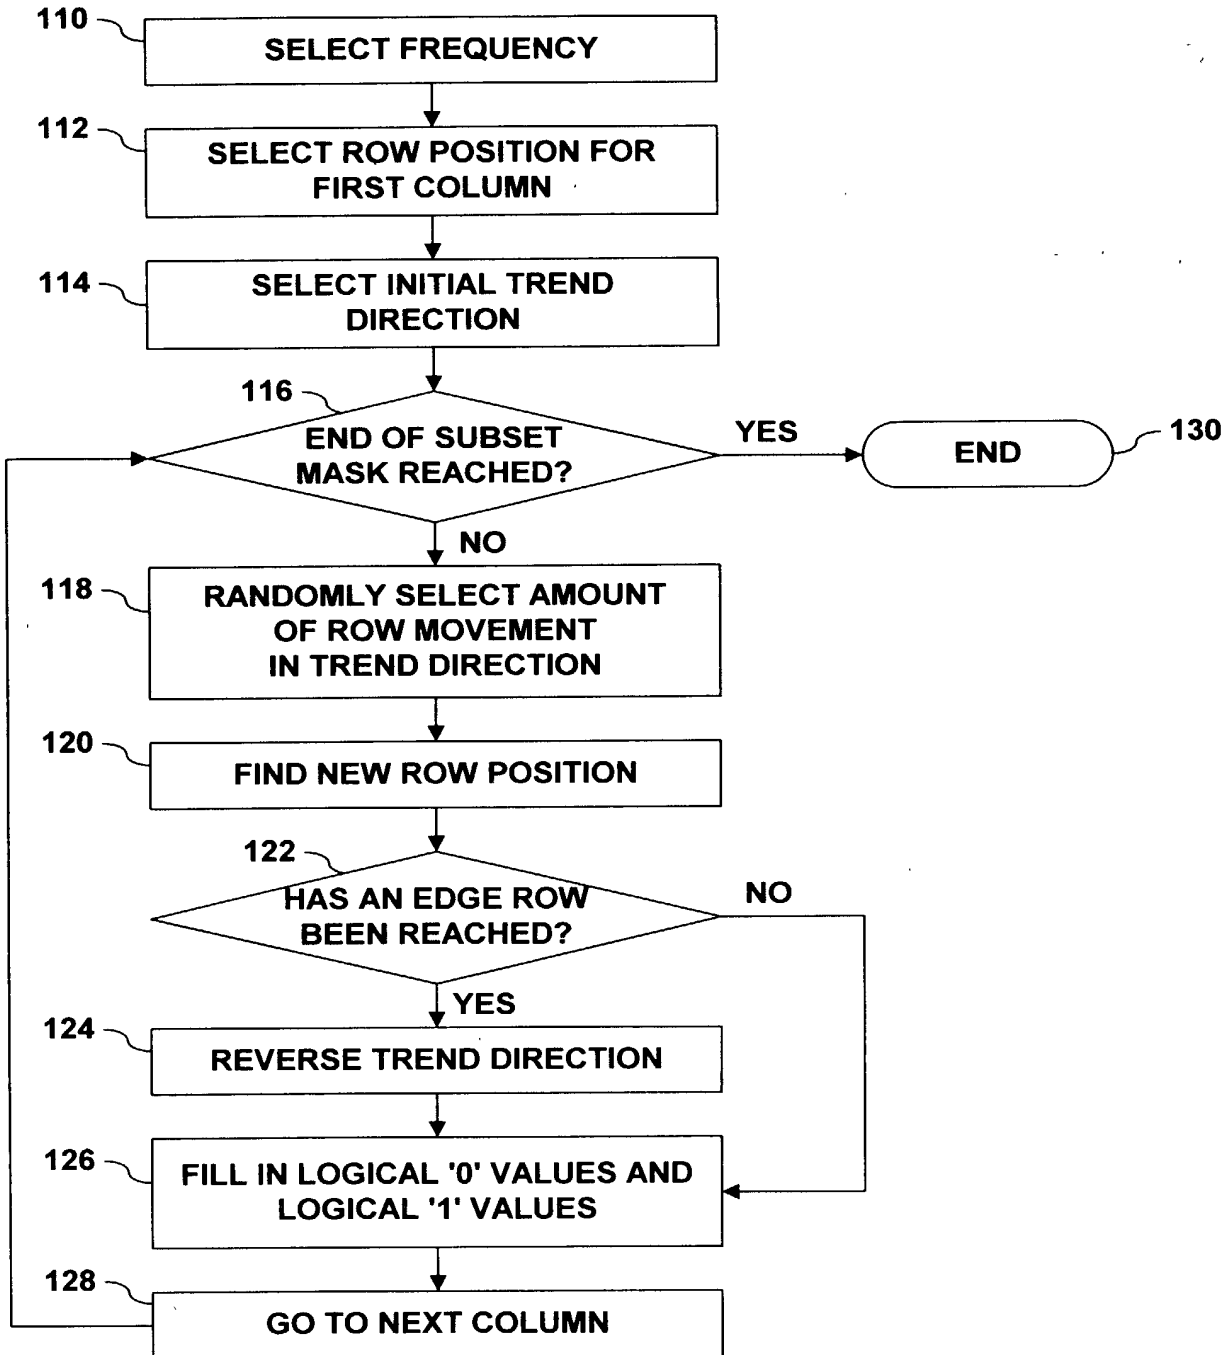 110
SELECT FREQUENCY
112
SELECT ROW POSITION FOR
FIRST COLUMN
114
SELECT INITIAL TREND
DIRECTION
116
END OF SUBSET
MASK REACHED?
YES
END
130
NO
118
RANDOMLY SELECT AMOUNT
OF ROW MOVEMENT
IN TREND DIRECTION
120
FIND NEW ROW POSITION
122
HAS AN EDGE ROW
BEEN REACHED?
NO
YES
124
REVERSE TREND DIRECTION
126
FILL IN LOGICAL '0' VALUES AND
LOGICAL '1' VALUES
128
GO TO NEXT COLUMN